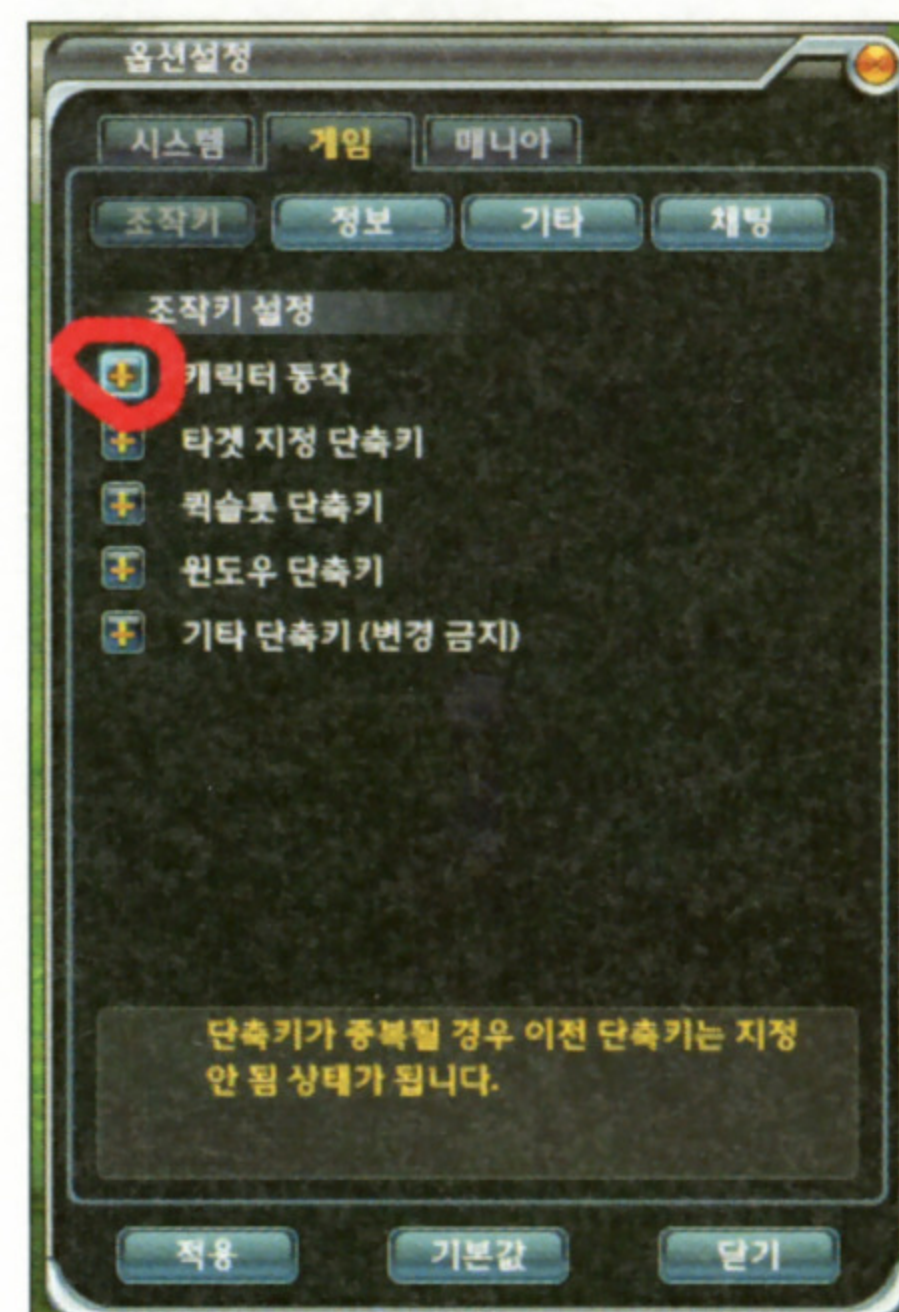 옵션설정
시스템 게임 매니아
조작키 정보 기타 채팅
조작키 설정
캐릭터 동작
타겟 지정 단축키
퀵슬롯 단축키
윈도우 단축키
기타 단축키 (변경 금지)
단축키가 중복될 경우 이전 단축키는 지정
안 됨 상태가 됩니다.
적용 기본값 닫기